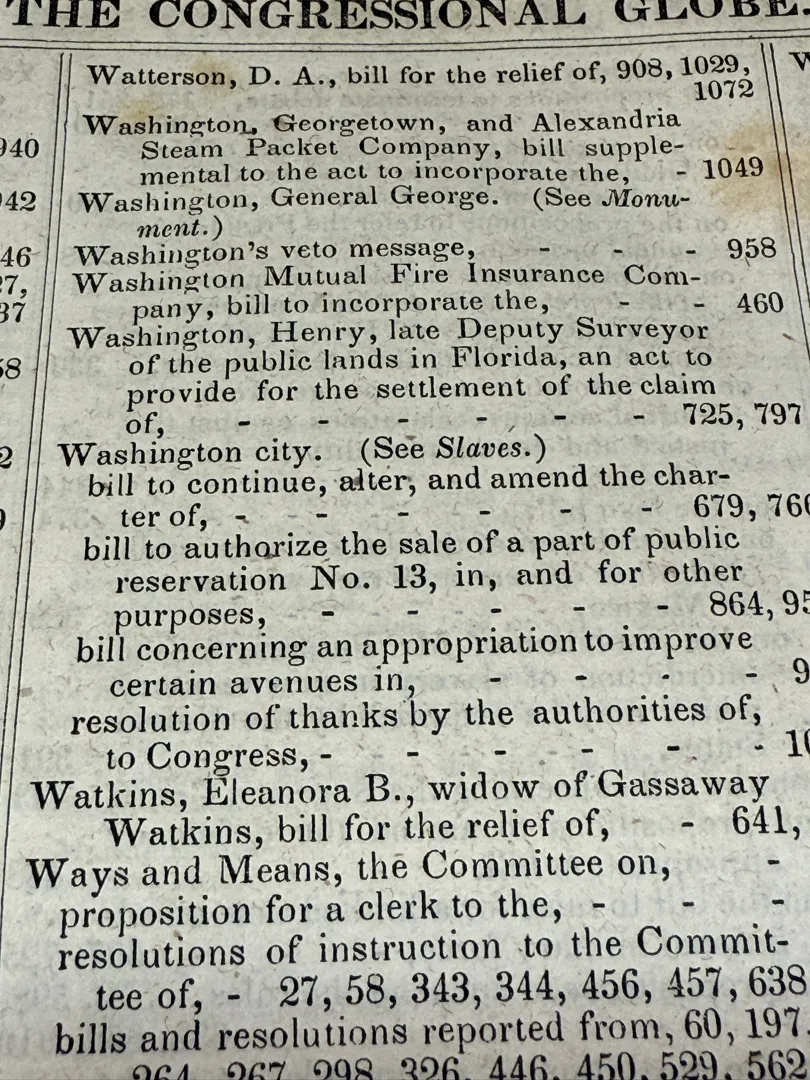 THE CONGRESSIONAL GLOBE.
Watterson, D. A., bill for the relief of, 908, 1029,
1072
Washington, Georgetown, and Alexandria
Steam Packet Company, bill supple-
mental to the act to incorporate the, - 1049
Washington, General George. (See Monu-
ment.)
Washington's veto message, - - - 958
Washington Mutual Fire Insurance Com-
pany, bill to incorporate the, - - 460
Washington, Henry, late Deputy Surveyor
of the public lands in Florida, an act to
provide for the settlement of the claim
of, - - - - - - 725, 797
Washington city. (See Slaves.)
bill to continue, alter, and amend the char-
ter of, - - - - - - 679,
bill to authorize the sale of a part of public
reservation No. 13, in, and for other
purposes, - - - - - 864,
bill concerning an appropriation to improve
certain avenues in, - - - -
resolution of thanks by the authorities of,
to Congress, - - - - - -
Watkins, Eleanora B., widow of Gassaway
Watkins, bill for the relief of, - 641,
Ways and Means, the Committee on, -
proposition for a clerk to the, - - -
resolutions of instruction to the Commit-
tee of, - 27, 58, 343, 344, 456, 457, 638
bills and resolutions reported from, 60, 197,
264, 267, 298, 326, 446, 450, 529, 562